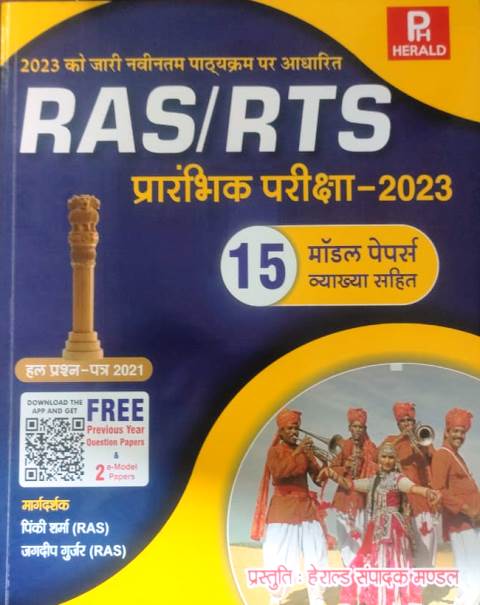 PH
HERALD
2023 को जारी नवीनतम पाठ्यक्रम पर आधारित
RAS/RTS
प्रारंभिक परीक्षा-2023
15
मॉडल पेपर्स
व्याख्या सहित
हल प्रश्न-पत्र 2021
DOWNLOAD THE
APP AND GET
FREE
Previous Year
Question Papers
&
2 e-Model
Papers
मार्गदर्शक
पिंकी शर्मा (RAS)
जगदीप गुर्जर (RAS)
प्रस्तुति : हेराल्ड संपादक मण्डल